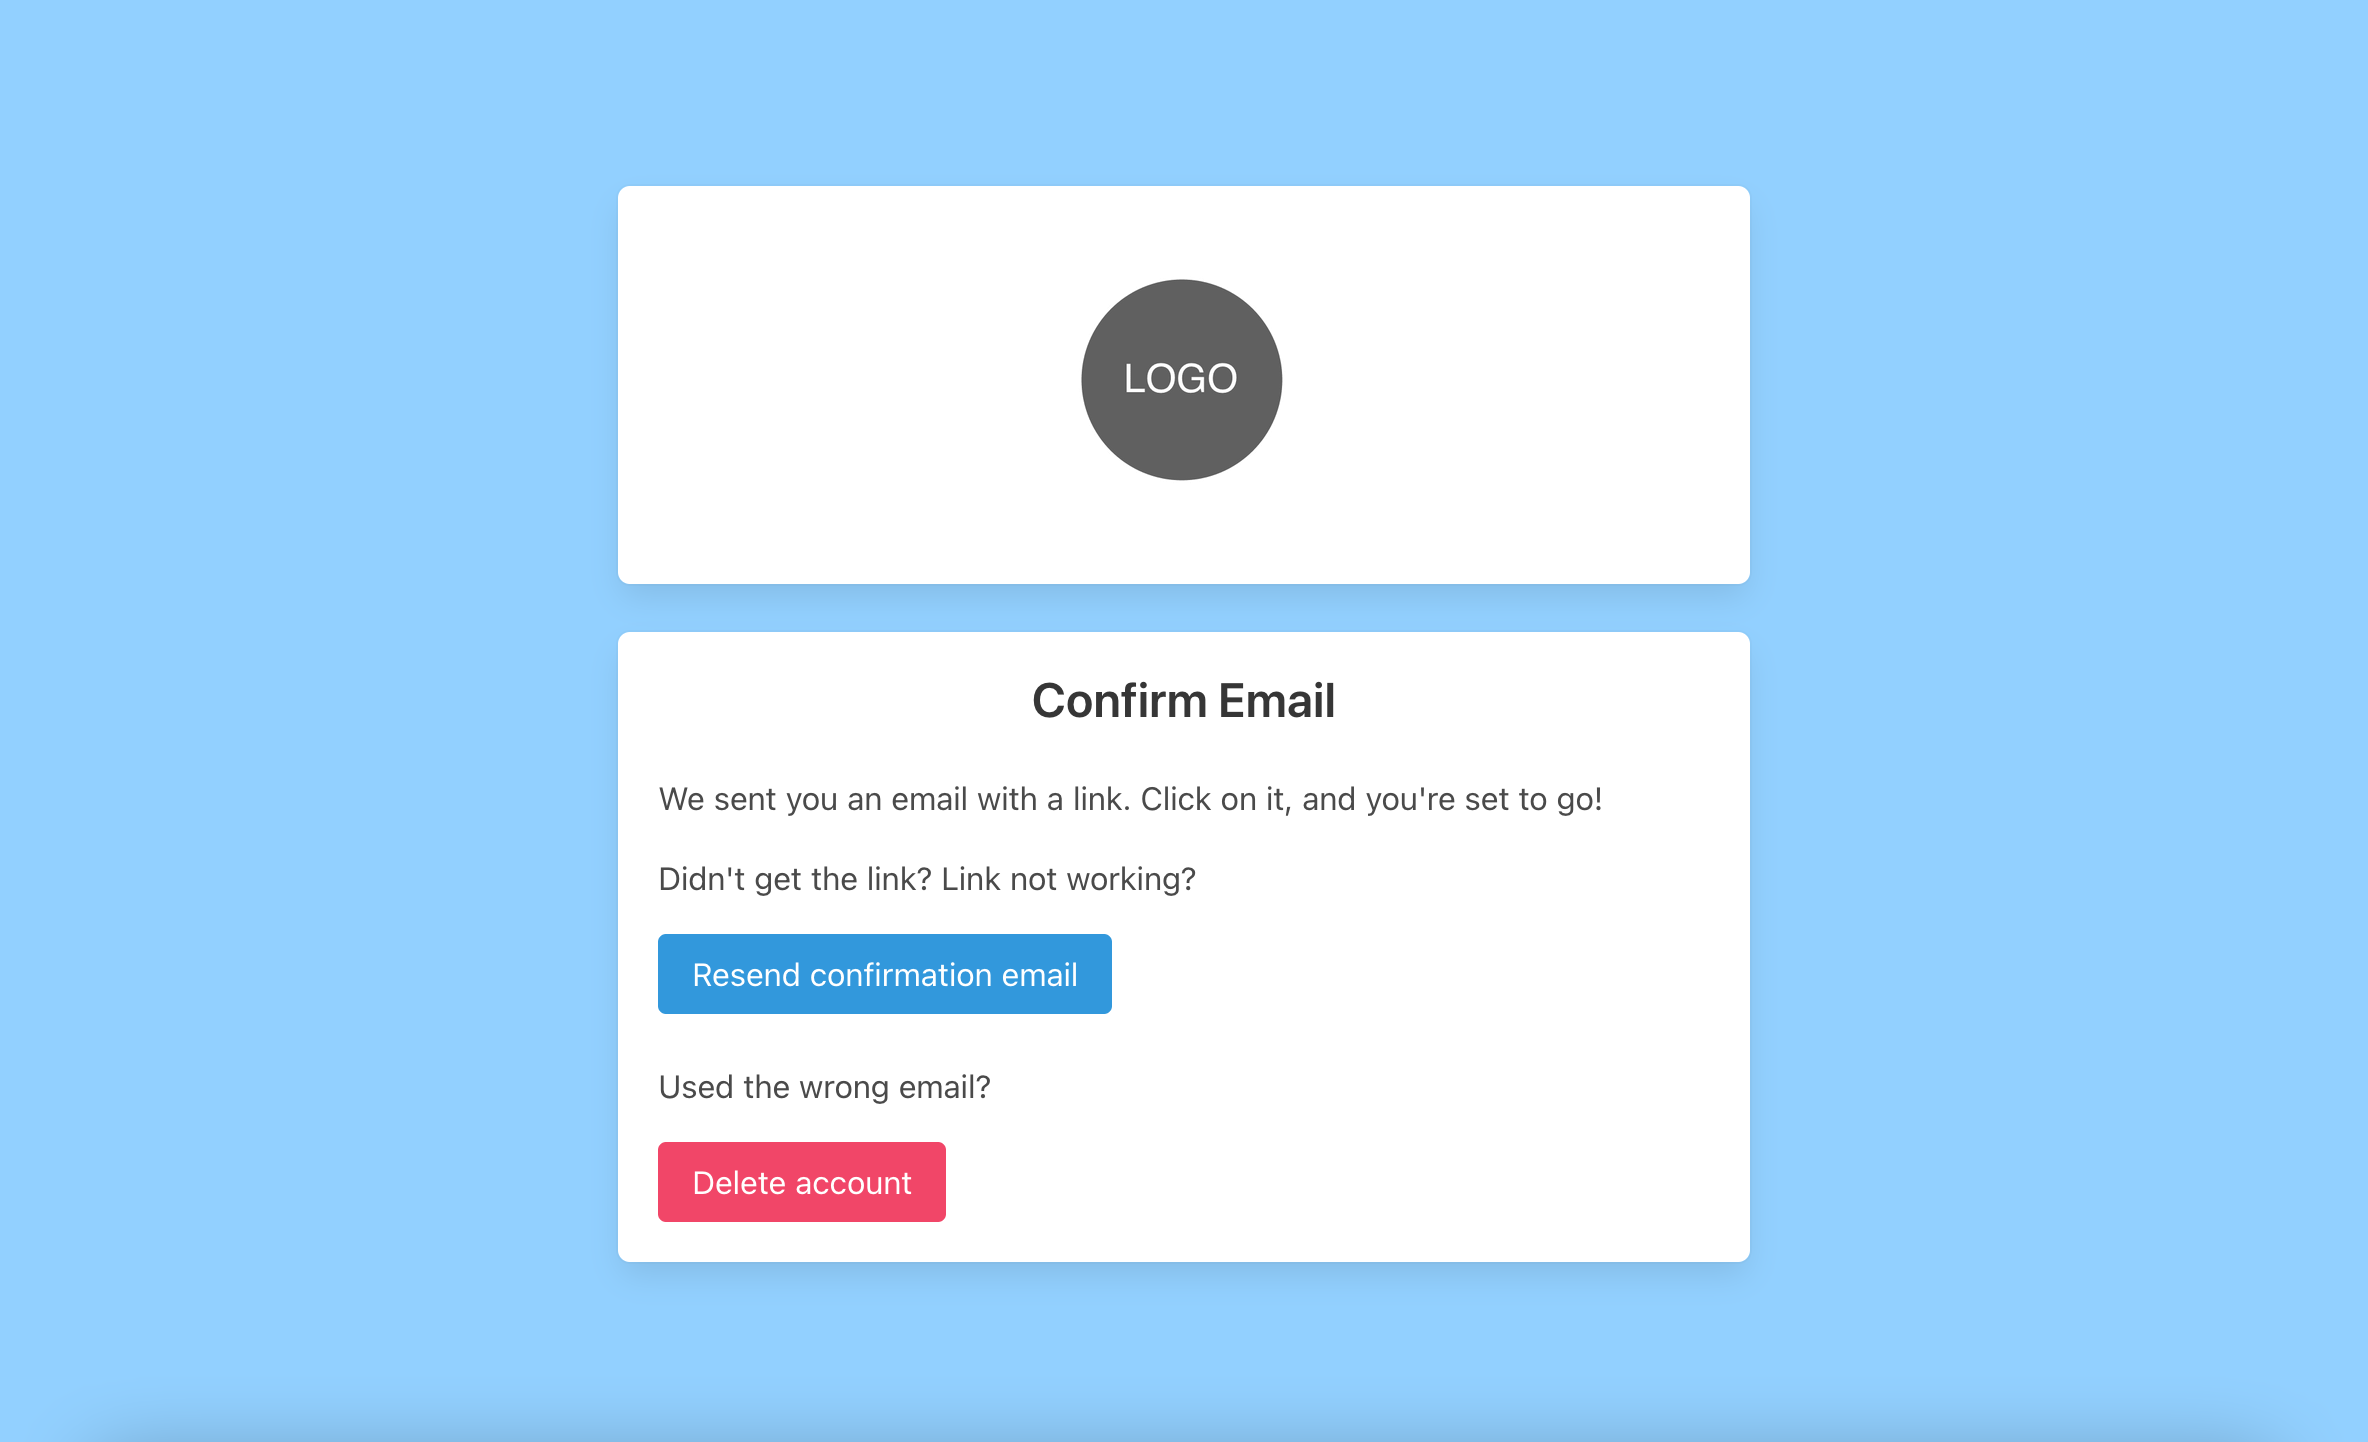 LOGO
Confirm Email
We sent you an email with a link. Click on it, and you're set to go!
Didn't get the link? Link not working?
Resend confirmation email
Used the wrong email?
Delete account